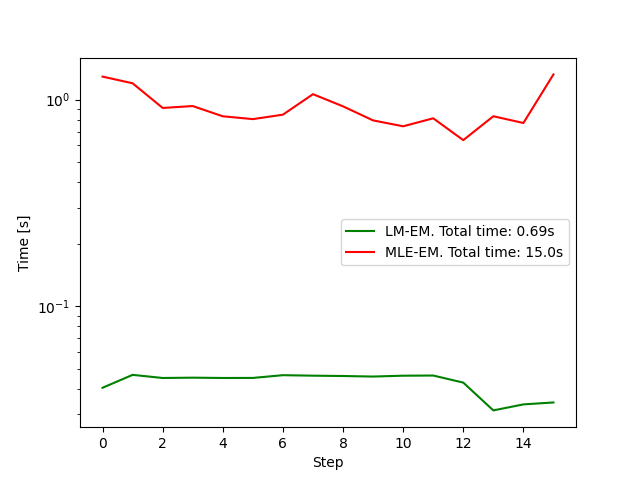 10⁰
Time [s]
LM-EM. Total time: 0.69s
MLE-EM. Total time: 15.0s
10⁻¹
0 2 4 6 8 10 12 14
Step